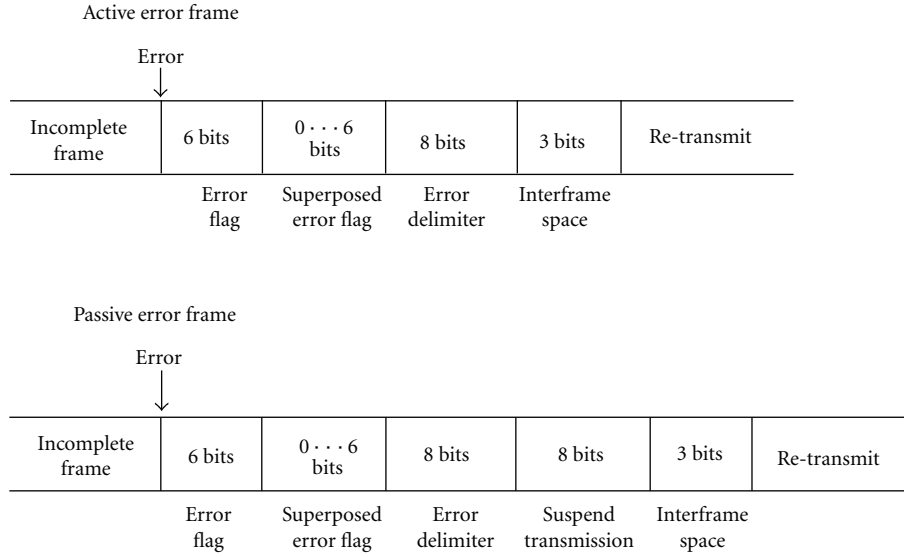 Active error frame
Error
Incomplete
frame
6 bits
0 · · · 6
bits
8 bits
3 bits
Re-transmit
Error
flag
Superposed
error flag
Error
delimiter
Interframe
space
Passive error frame
Error
Incomplete
frame
6 bits
0 · · · 6
bits
8 bits
8 bits
3 bits
Re-transmit
Error
flag
Superposed
error flag
Error
delimiter
Suspend
transmission
Interframe
space